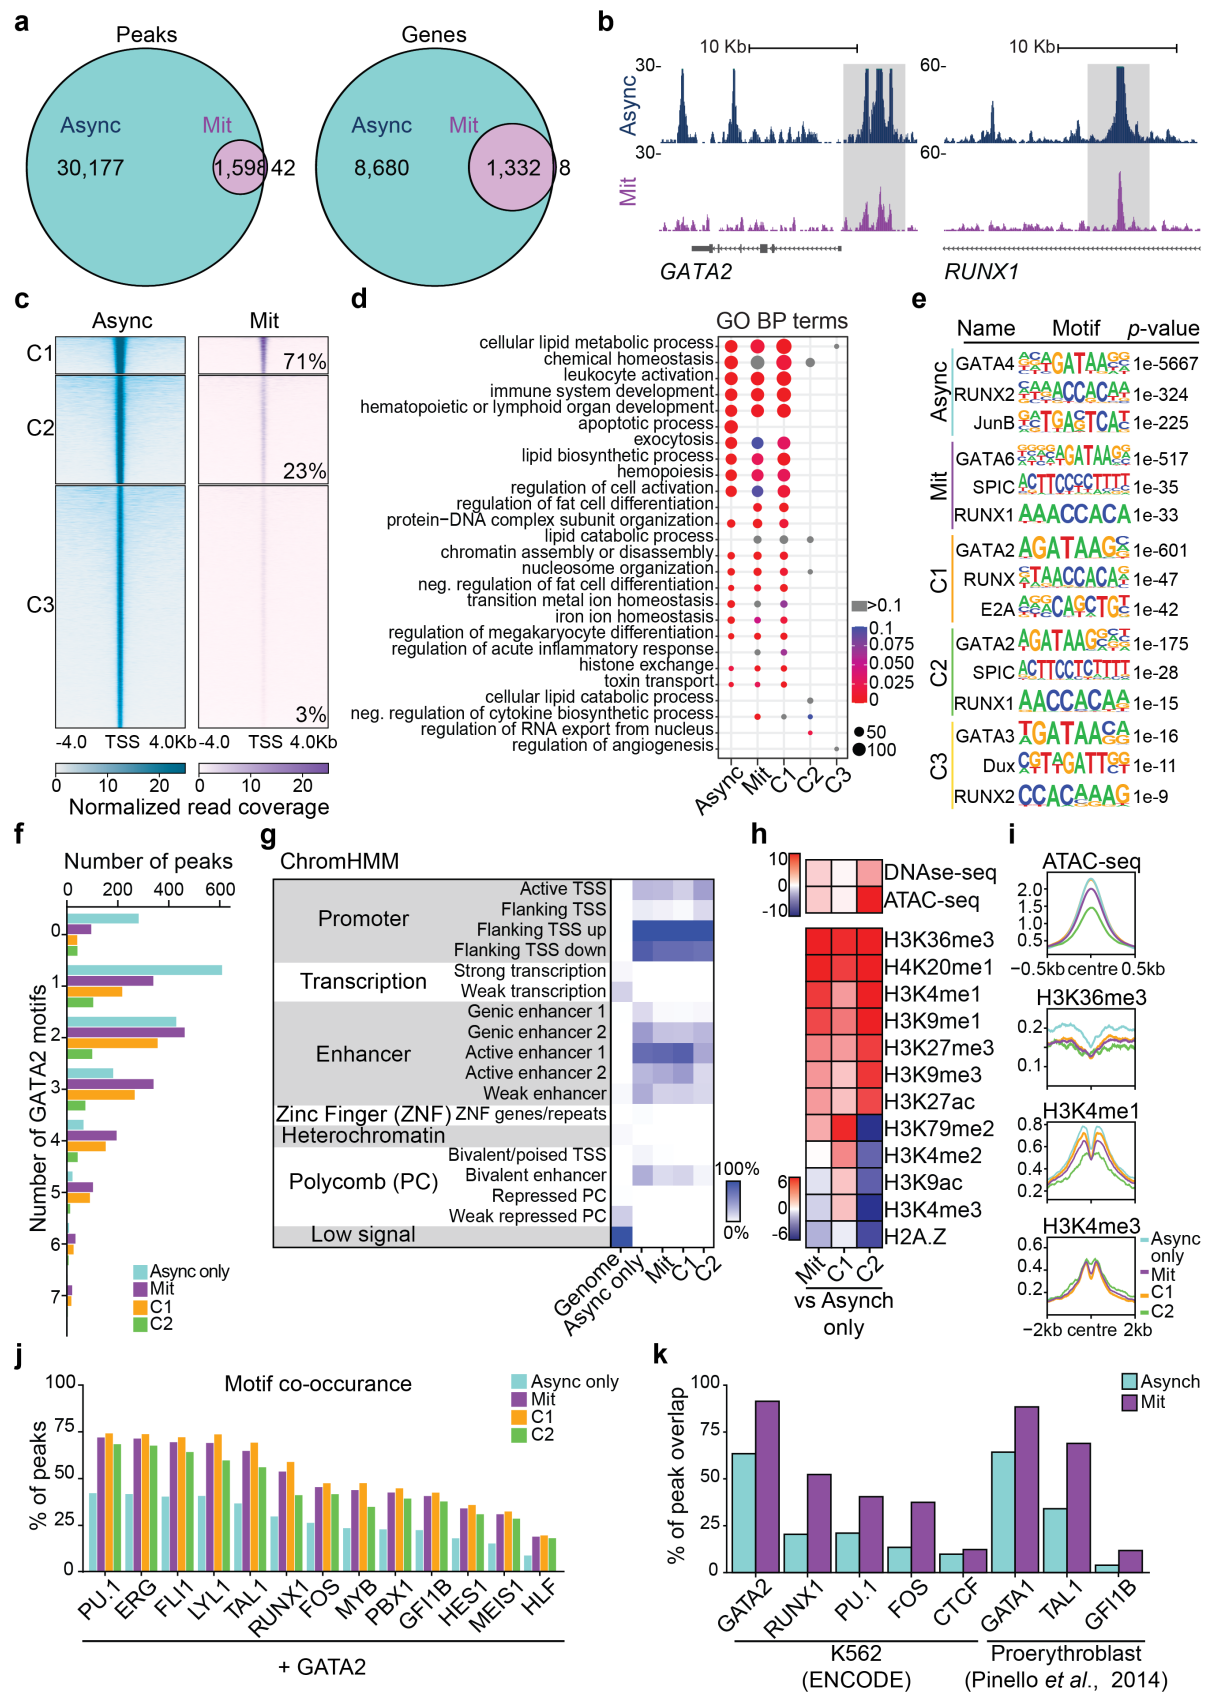 a
Peaks
Genes
Async
Mit
30,177
1,598
42
Async
Mit
8,680
1,332
8
b
10 Kb
10 Kb
Async
30-
60-
Mit
30-
60-
GATA2
RUNX1
c
Async
Mit
C1
71%
C2
23%
C3
3%
-4.0 TSS 4.0Kb
-4.0 TSS 4.0Kb
0 10 20
0 10 20
Normalized read coverage
d
GO BP terms
cellular lipid metabolic process
chemical homeostasis
leukocyte activation
immune system development
hematopoietic or lymphoid organ development
apoptotic process
exocytosis
lipid biosynthetic process
hemopoiesis
regulation of cell activation
regulation of fat cell differentiation
protein−DNA complex subunit organization
lipid catabolic process
chromatin assembly or disassembly
nucleosome organization
neg. regulation of fat cell differentiation
transition metal ion homeostasis
iron ion homeostasis
regulation of megakaryocyte differentiation
regulation of acute inflammatory response
histone exchange
toxin transport
cellular lipid catabolic process
neg. regulation of cytokine biosynthetic process
regulation of RNA export from nucleus
regulation of angiogenesis
Async Mit C1 C2 C3
>0.1
0.1
0.075
0.050
0.025
0
50
100
e
Name Motif p-value
Async
GATA4 1e-5667
RUNX2 1e-324
JunB 1e-225
Mit
GATA6 1e-517
SPIC 1e-35
RUNX1 AAACCACA 1e-33
C1
GATA2 1e-601
RUNX 1e-47
E2A 1e-42
C2
GATA2 1e-175
SPIC 1e-28
RUNX1 1e-15
C3
GATA3 1e-16
Dux 1e-11
RUNX2 1e-9
f
Number of peaks
0 200 400 600
Number of GATA2 motifs
0
1
2
3
4
5
6
7
Async only
Mit
C1
C2
g
ChromHMM
Promoter
Active TSS
Flanking TSS
Flanking TSS up
Flanking TSS down
Transcription
Strong transcription
Weak transcription
Enhancer
Genic enhancer 1
Genic enhancer 2
Active enhancer 1
Active enhancer 2
Weak enhancer
Zinc Finger (ZNF) ZNF genes/repeats
Heterochromatin
Polycomb (PC)
Bivalent/poised TSS
Bivalent enhancer
Repressed PC
Weak repressed PC
Low signal
100%
0%
Genome
Async only
Mit
C1
C2
h
10
0
-10
DNAse-seq
ATAC-seq
H3K36me3
H4K20me1
H3K4me1
H3K9me1
H3K27me3
H3K9me3
H3K27ac
H3K79me2
H3K4me2
H3K9ac
H3K4me3
H2A.Z
6
0
-6
Mit C1 C2
vs Asynch
only
i
ATAC-seq
2.0
1.5
1.0
0.5
−0.5kb centre 0.5kb
H3K36me3
0.2
0.1
H3K4me1
0.8
0.6
0.4
0.2
H3K4me3
0.6
0.4
0.2
−2kb centre 2kb
Async
only
Mit
C1
C2
j
Motif co-occurance
% of peaks
100
75
50
25
0
Async only
Mit
C1
C2
PU.1 ERG FLI1 LYL1 TAL1 RUNX1 FOS MYB PBX1 GFI1B HES1 MEIS1 HLF
+ GATA2
k
% of peak overlap
100
75
50
25
0
Asynch
Mit
GATA2 RUNX1 PU.1 FOS CTCF GATA1 TAL1 GFI1B
K562
(ENCODE)
Proerythroblast
(Pinello et al., 2014)